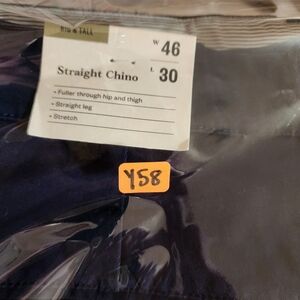 BIG & TALL
W 46
Straight Chino
L 30
- Fuller through hip and thigh
- Straight leg
- Stretch
Y58